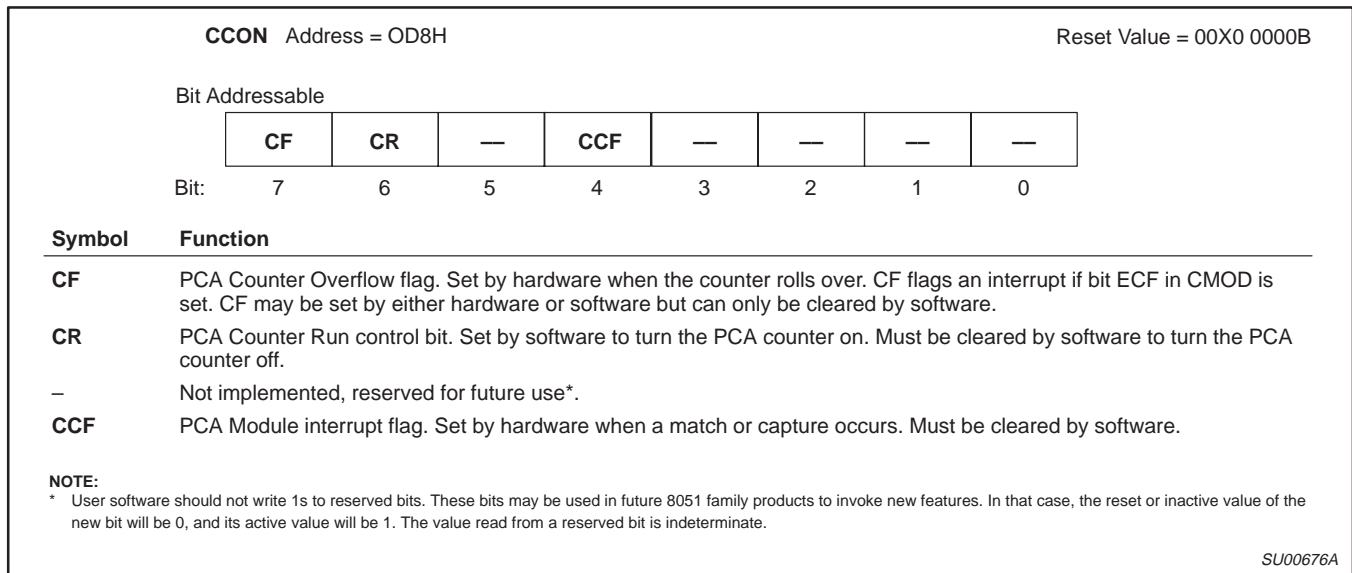 CCON Address = OD8H Reset Value = 00X0 0000B
Bit Addressable
CF CR — CCF — — — —
Bit: 7 6 5 4 3 2 1 0
Symbol Function
CF PCA Counter Overflow flag. Set by hardware when the counter rolls over. CF flags an interrupt if bit ECF in CMOD is
set. CF may be set by either hardware or software but can only be cleared by software.
CR PCA Counter Run control bit. Set by software to turn the PCA counter on. Must be cleared by software to turn the PCA
counter off.
– Not implemented, reserved for future use*.
CCF PCA Module interrupt flag. Set by hardware when a match or capture occurs. Must be cleared by software.
NOTE:
* User software should not write 1s to reserved bits. These bits may be used in future 8051 family products to invoke new features. In that case, the reset or inactive value of the
new bit will be 0, and its active value will be 1. The value read from a reserved bit is indeterminate.
SU00676A